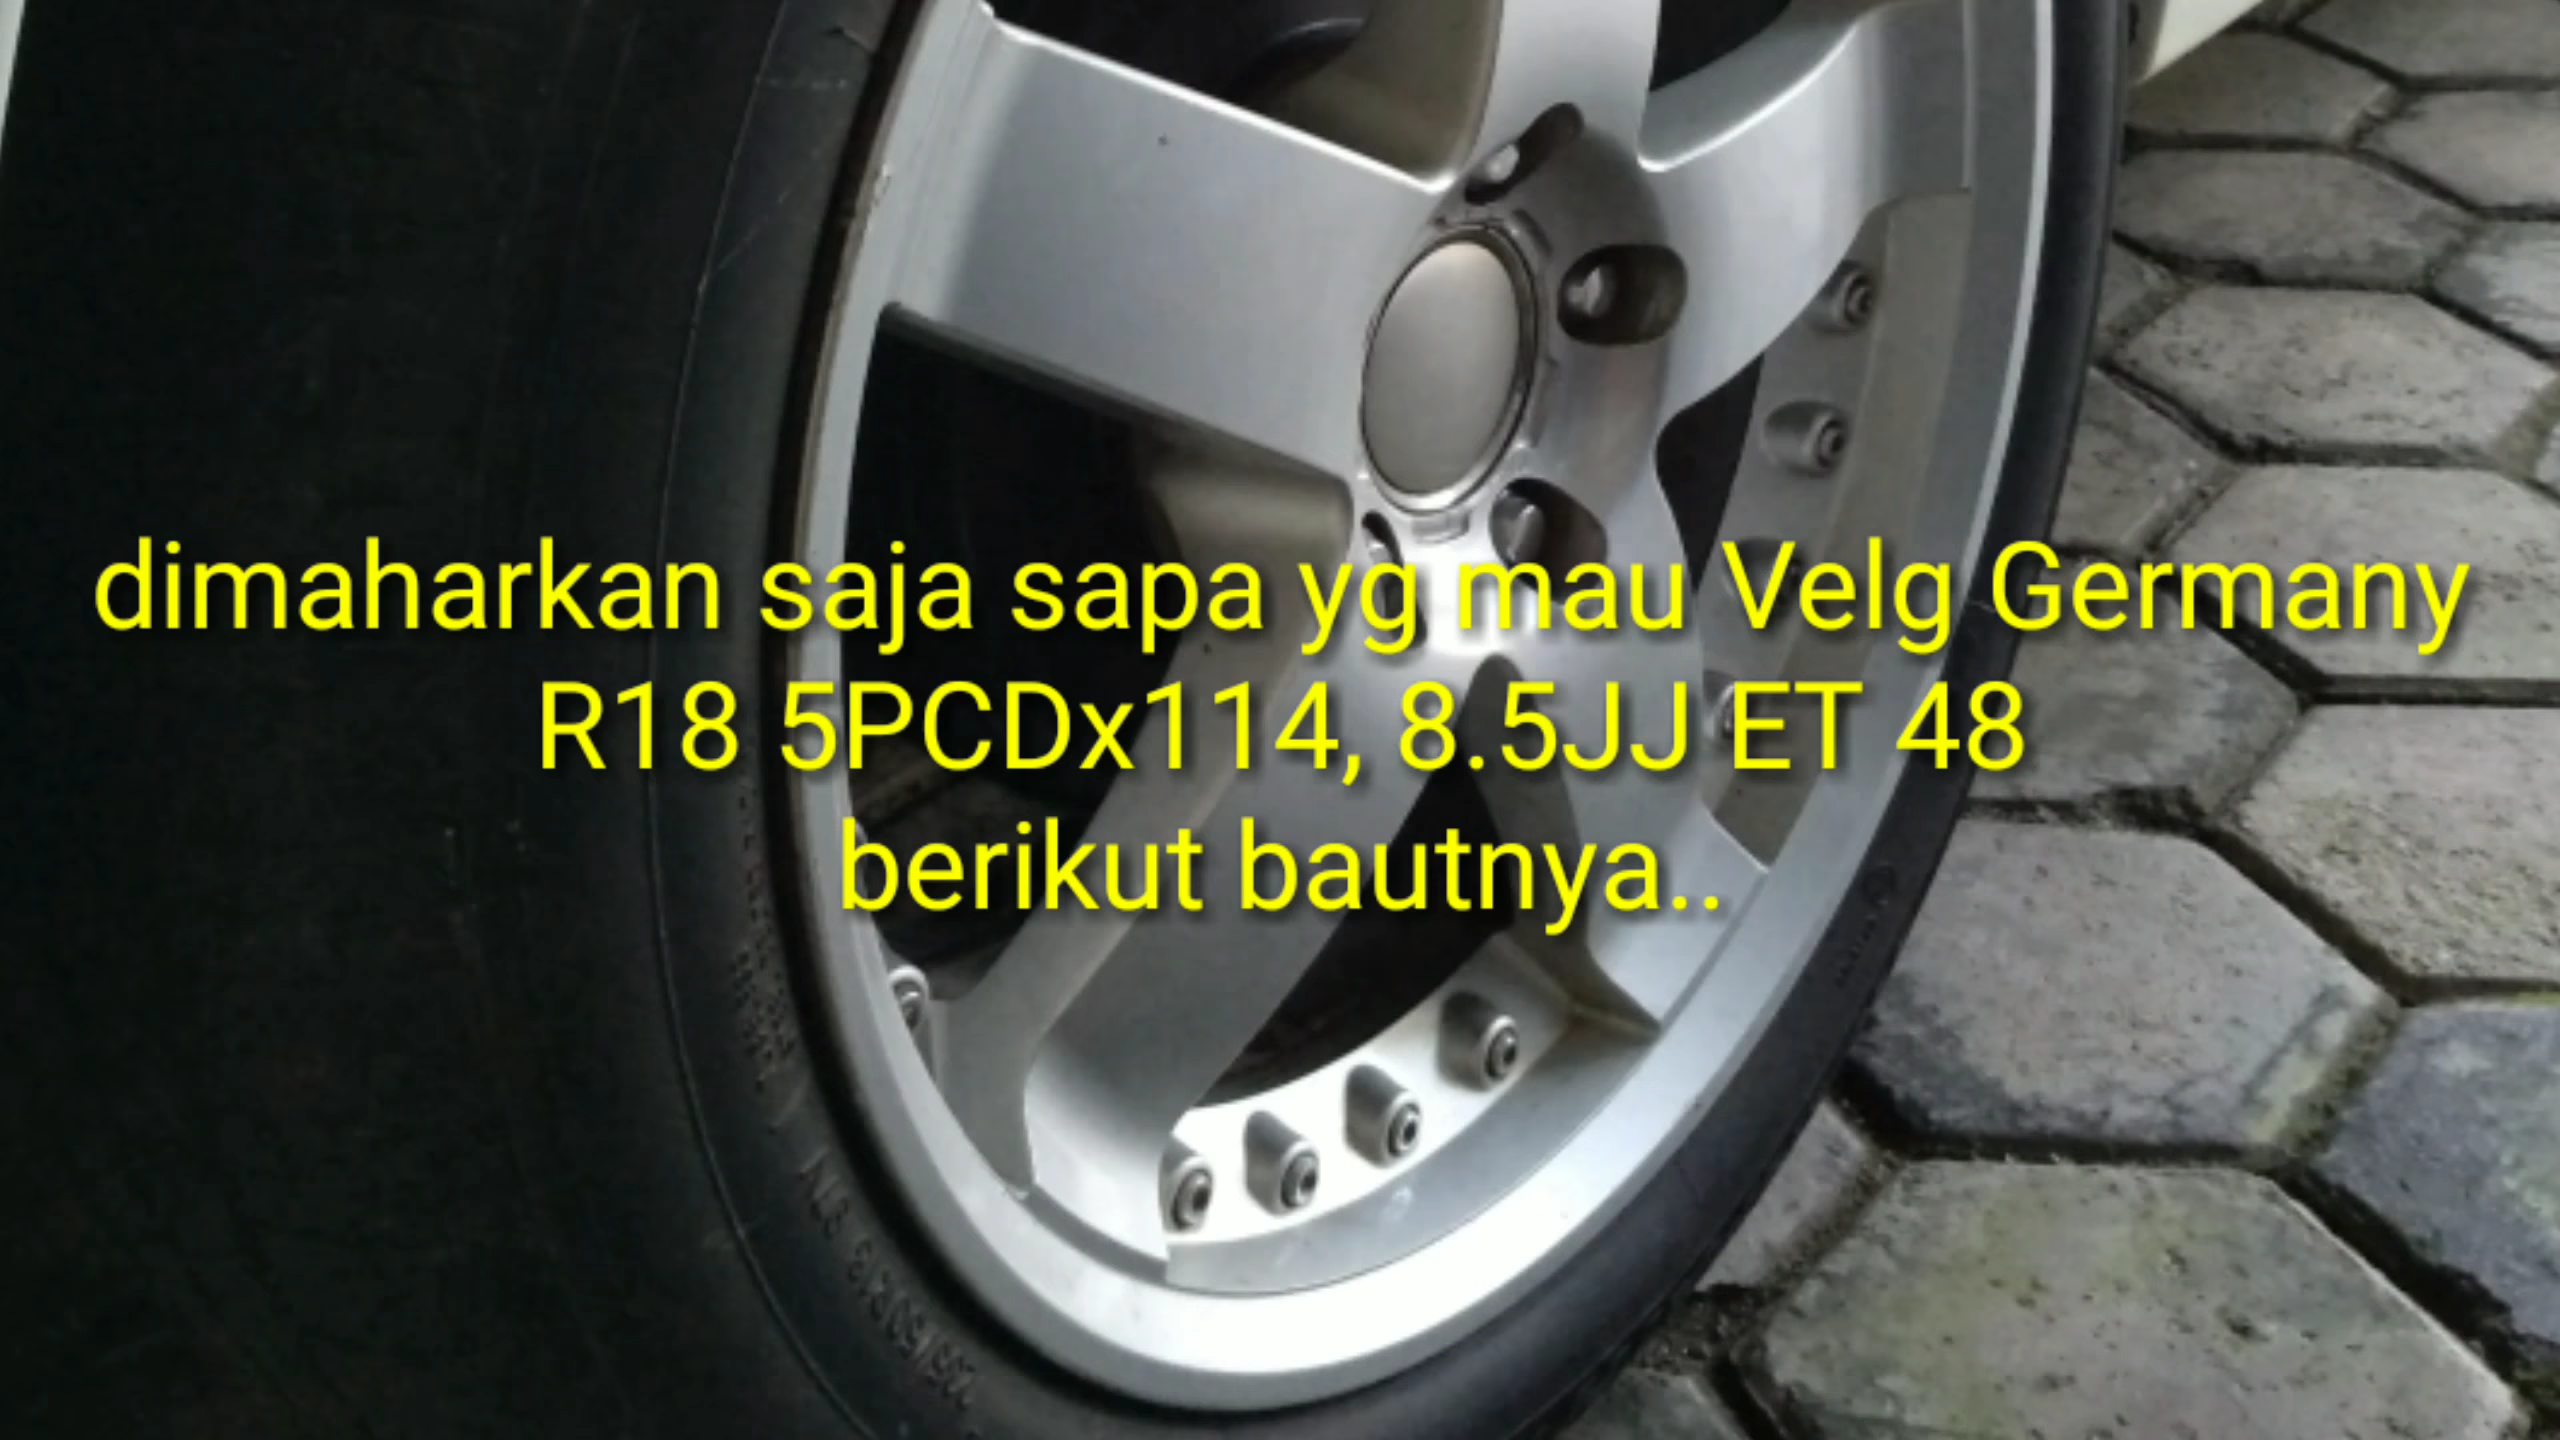 dimaharkan saja sapa yg mau Velg Germany
R18 5PCDx114, 8.5JJ ET 48
berikut bautnya..